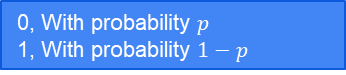 0, With probability p
1, With probability 1 − p